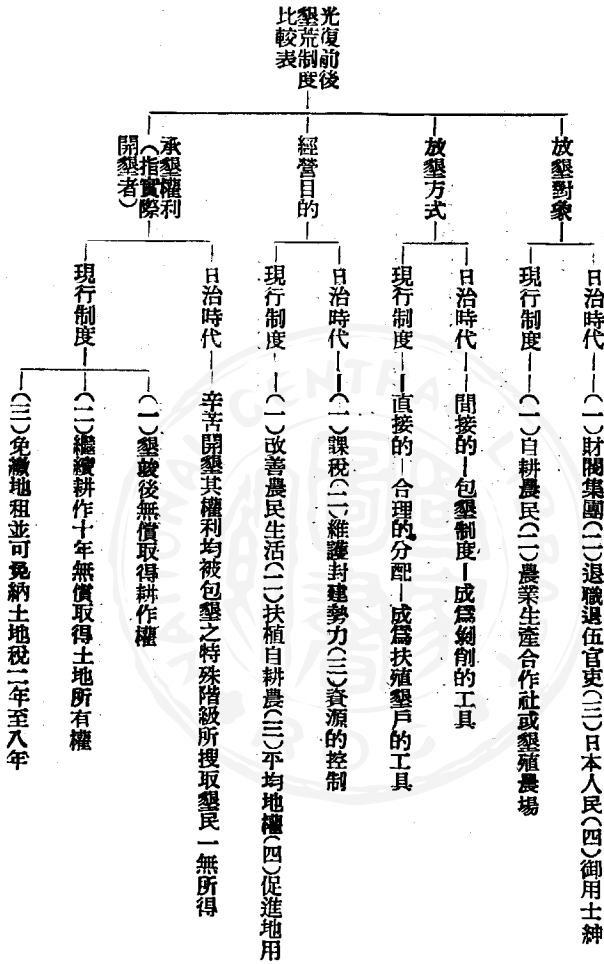 光復前後
墾荒制度
比較表
放墾對象
日治時代
(一)財閥集團(二)退職退伍官吏(三)日本人民(四)御用士紳
現行制度
(一)自耕農民(二)農業生產合作社或墾殖農場
放墾方式
日治時代
間接的—包墾制度—成爲剝削的工具
現行制度
直接的—合理的分配—成爲扶殖墾戶的工具
經營目的
日治時代
(一)課稅(二)維護封建勢力(三)資源的控制
現行制度
(一)改善農民生活(二)扶植自耕農(三)平均地權(四)促進地用
承墾權利
(指實際
開墾者)
日治時代
辛苦開墾其權利均被包墾之特殊階級所搜取墾民一無所得
現行制度
(一)墾竣後無償取得耕作權
(二)繼續耕作十年無償取得土地所有權
(三)免繳地租並可免納土地稅二年至八年
NATIONAL CENTRAL LIBRARY
R.O.C.